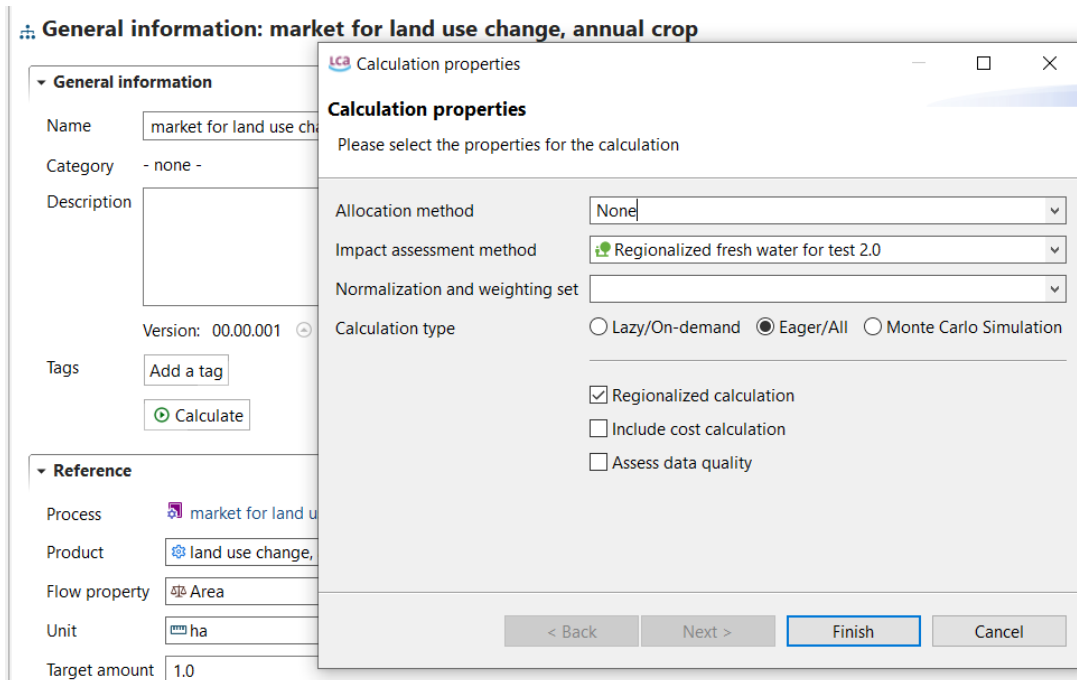 General information: market for land use change, annual crop
General information
Name
market for land use cha
Category
- none -
Description
Version: 00.00.001
Tags
Add a tag
Calculate
Reference
Process
market for land u
Product
land use change,
Flow property
Area
Unit
ha
Target amount
1.0
LCA Calculation properties
Calculation properties
Please select the properties for the calculation
Allocation method
None
Impact assessment method
Regionalized fresh water for test 2.0
Normalization and weighting set
Calculation type
Lazy/On-demand Eager/All Monte Carlo Simulation
Regionalized calculation
Include cost calculation
Assess data quality
< Back Next > Finish Cancel